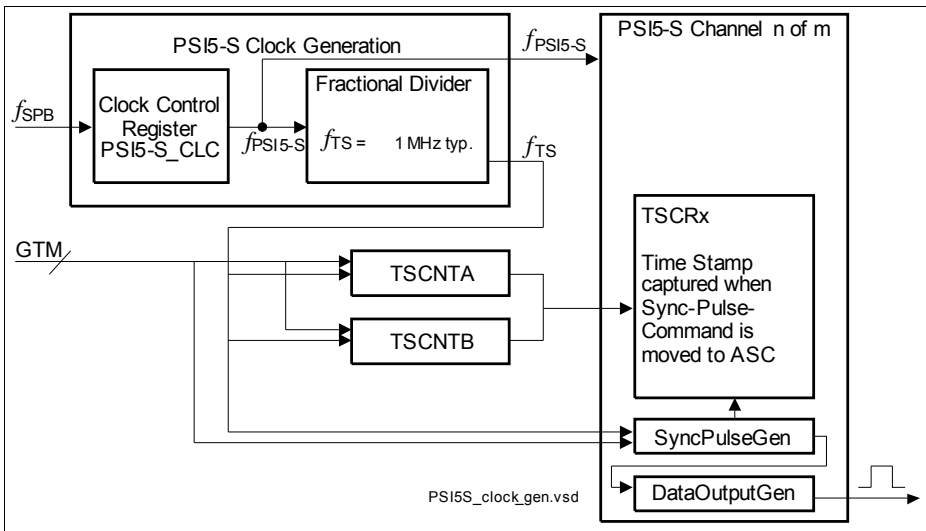 PSI5-S Clock Generation
fPSI5-S
PSI5-S Channel n of m
fSPB
Clock Control
Register
PSI5-S_CLC
fPSI5-S
Fractional Divider
fTS = 1 MHz typ.
fTS
GTM
TSCNTA
TSCNTB
TSCRx
Time Stamp
captured when
Sync-Pulse-
Command is
moved to ASC
SyncPulseGen
DataOutputGen
PSI5S_clock_gen.vsd